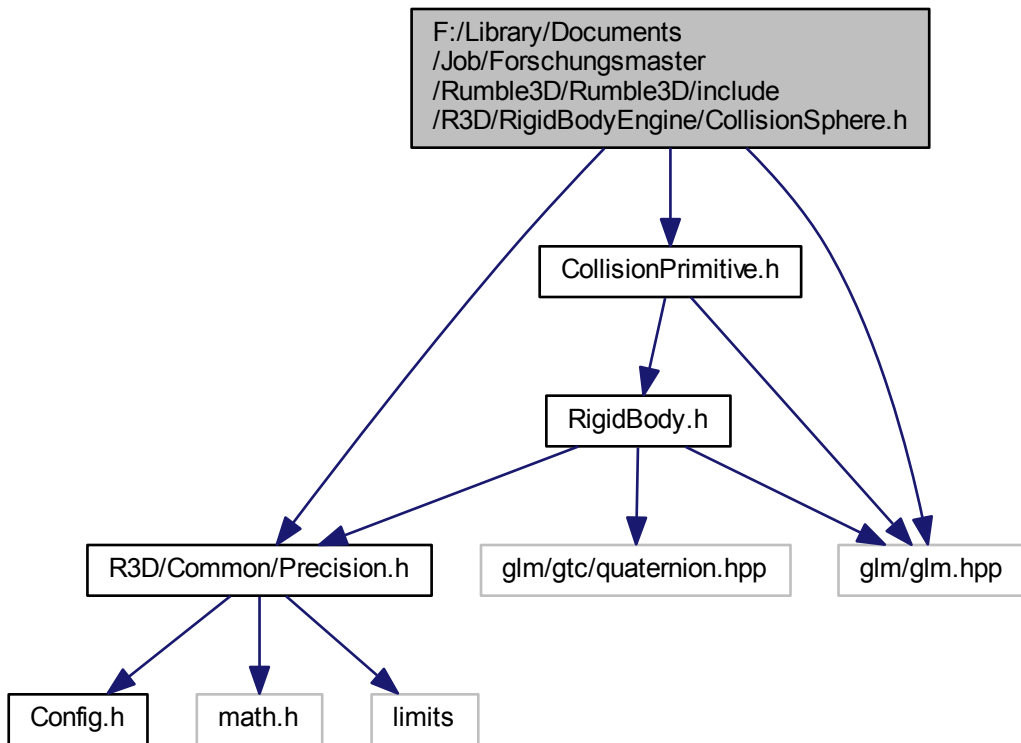 F:/Library/Documents
/Job/Forschungsmaster
/Rumble3D/Rumble3D/include
/R3D/RigidBodyEngine/CollisionSphere.h
CollisionPrimitive.h
RigidBody.h
R3D/Common/Precision.h
glm/gtc/quaternion.hpp
glm/glm.hpp
Config.h
math.h
limits